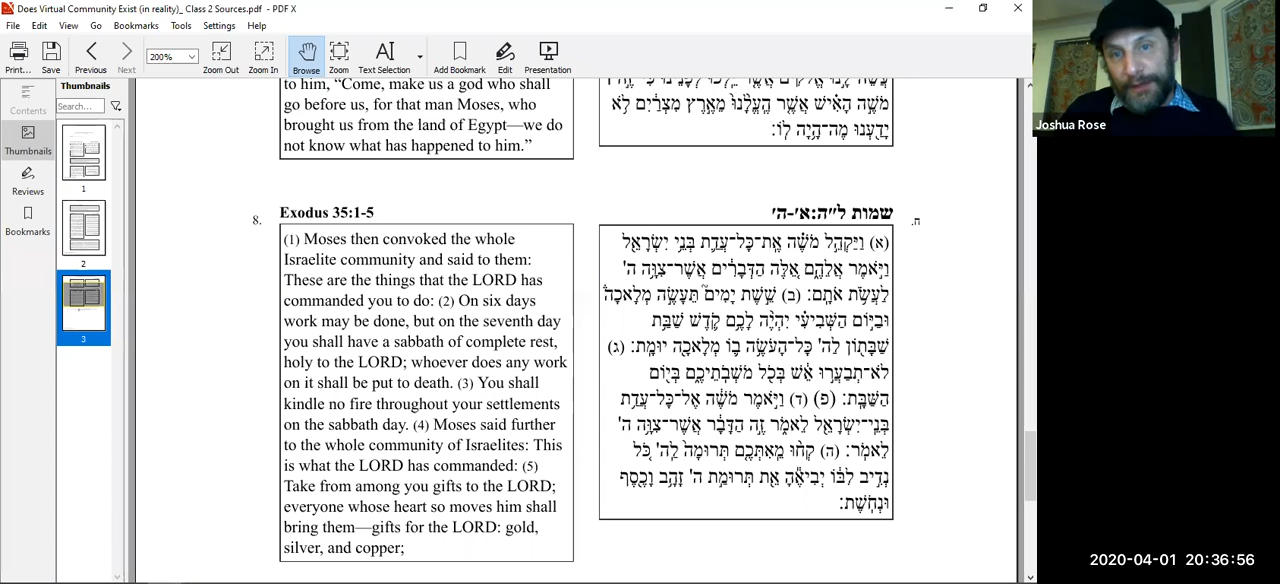 Does Virtual Community Exist (in reality)_ Class 2 Sources.pdf - PDF X
File Edit View Go Bookmarks Tools Settings Help
Print... Save Previous Next 200% Zoom Out Zoom In Browse Zoom Text Selection Add Bookmark Edit Presentation
Contents
Thumbnails
Reviews
Bookmarks
Thumbnails
Search...
1
2
3
to him, “Come, make us a god who shall
go before us, for that man Moses, who
brought us from the land of Egypt—we do
not know what has happened to him.”
מֹשֶׁה הָאִישׁ אֲשֶׁר הֶעֱלָנוּ מֵאֶרֶץ מִצְרַיִם לֹא
יָדַעְנוּ מֶה־הָיָה לוֹ׃
8.
Exodus 35:1-5
(1) Moses then convoked the whole
Israelite community and said to them:
These are the things that the LORD has
commanded you to do: (2) On six days
work may be done, but on the seventh day
you shall have a sabbath of complete rest,
holy to the LORD; whoever does any work
on it shall be put to death. (3) You shall
kindle no fire throughout your settlements
on the sabbath day. (4) Moses said further
to the whole community of Israelites: This
is what the LORD has commanded: (5)
Take from among you gifts to the LORD;
everyone whose heart so moves him shall
bring them—gifts for the LORD: gold,
silver, and copper;
ח.
שמות ל״ה:א׳-ה׳
(א) וַיַּקְהֵל מֹשֶׁה אֶת־כָּל־עֲדַת בְּנֵי יִשְׂרָאֵל
וַיֹּאמֶר אֲלֵהֶם אֵלֶּה הַדְּבָרִים אֲשֶׁר־צִוָּה ה'
לַעֲשֹׂת אֹתָם׃ (ב) שֵׁשֶׁת יָמִים תֵּעָשֶׂה מְלָאכָה
וּבַיּוֹם הַשְּׁבִיעִי יִהְיֶה לָכֶם קֹדֶשׁ שַׁבַּת
שַׁבָּתוֹן לַה' כָּל־הָעֹשֶׂה בוֹ מְלָאכָה יוּמָת׃ (ג)
לֹא־תְבַעֲרוּ אֵשׁ בְּכֹל מֹשְׁבֹתֵיכֶם בְּיוֹם
הַשַּׁבָּת׃ (פ) (ד) וַיֹּאמֶר מֹשֶׁה אֶל־כָּל־עֲדַת
בְּנֵי־יִשְׂרָאֵל לֵאמֹר זֶה הַדָּבָר אֲשֶׁר־צִוָּה ה'
לֵאמֹר׃ (ה) קְחוּ מֵאִתְּכֶם תְּרוּמָה לַה' כֹּל
נְדִיב לִבּוֹ יְבִיאֶהָ אֵת תְּרוּמַת ה' זָהָב וָכֶסֶף
וּנְחֹשֶׁת׃
Joshua Rose
2020-04-01 20:36:56